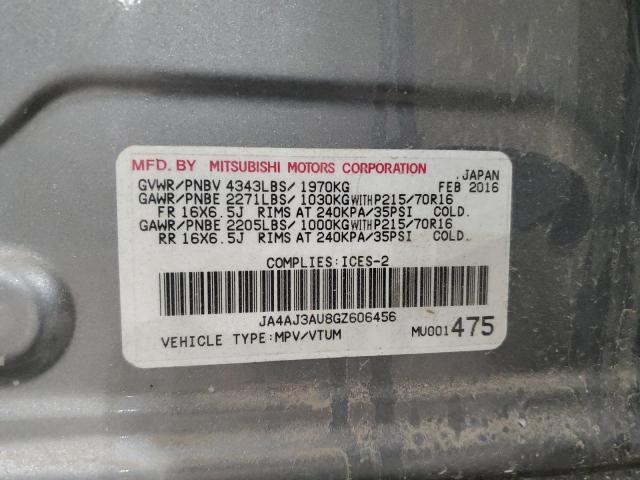 MFD. BY MITSUBISHI MOTORS CORPORATION
GVWR/PNBV 4343LBS/ 1970KG
.JAPAN
FEB 2016
GAWR/PNBE 2271LBS/ 1030KG WITH P215/70R16
FR 16X6.5J RIMS AT 240KPA/35PSI COLD.
GAWR/PNBE 2205LBS/ 1000KG WITH P215/70R16
RR 16X6.5J RIMS AT 240KPA/35PSI COLD.
COMPLIES:ICES-2
JA4AJ3AU8GZ606456
VEHICLE TYPE:MPV/VTUM
MU001 475